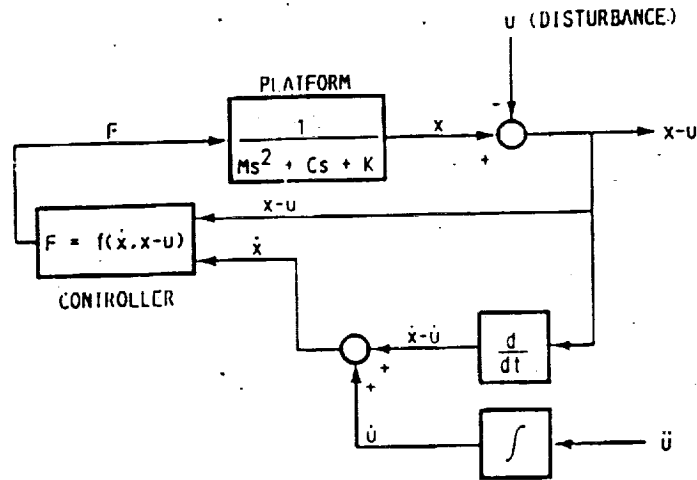 u (DISTURBANCE)
PLATFORM
-
F
1
Ms² + Cs + K
x
+
x-u
x-u
F = f(ẋ,x-u)
ẋ
CONTROLLER
ẋ-u̇
d
dt
+
+
u̇
∫
ü